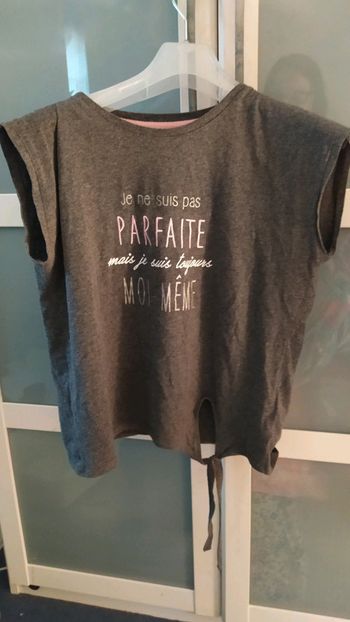 Je ne suis pas
PARFAITE
mais je suis toujours
MOI-MÊME